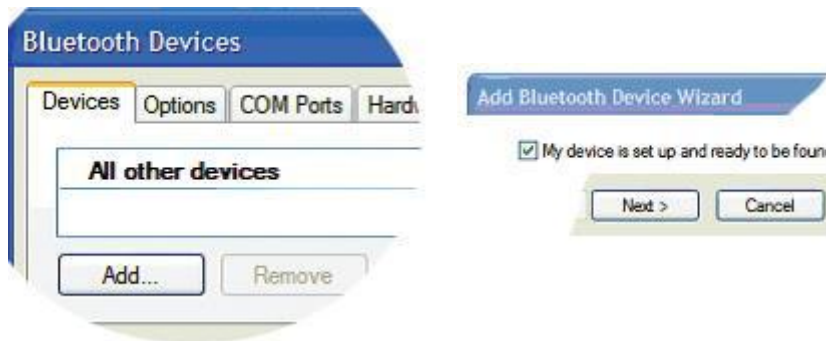 Bluetooth Devices
Devices Options COM Ports
All other devices
Add... Remove
Add Bluetooth Device Wizard
My device is set up and ready to be
Next > Cancel